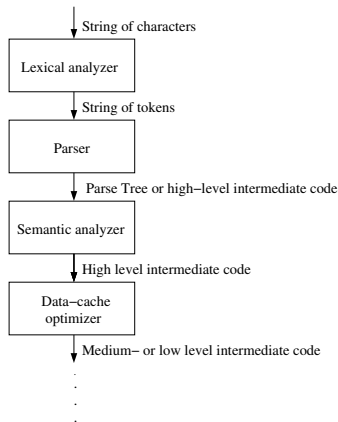 String of characters
Lexical analyzer
String of tokens
Parser
Parse Tree or high−level intermediate code
Semantic analyzer
High level intermediate code
Data−cache
optimizer
Medium− or low level intermediate code